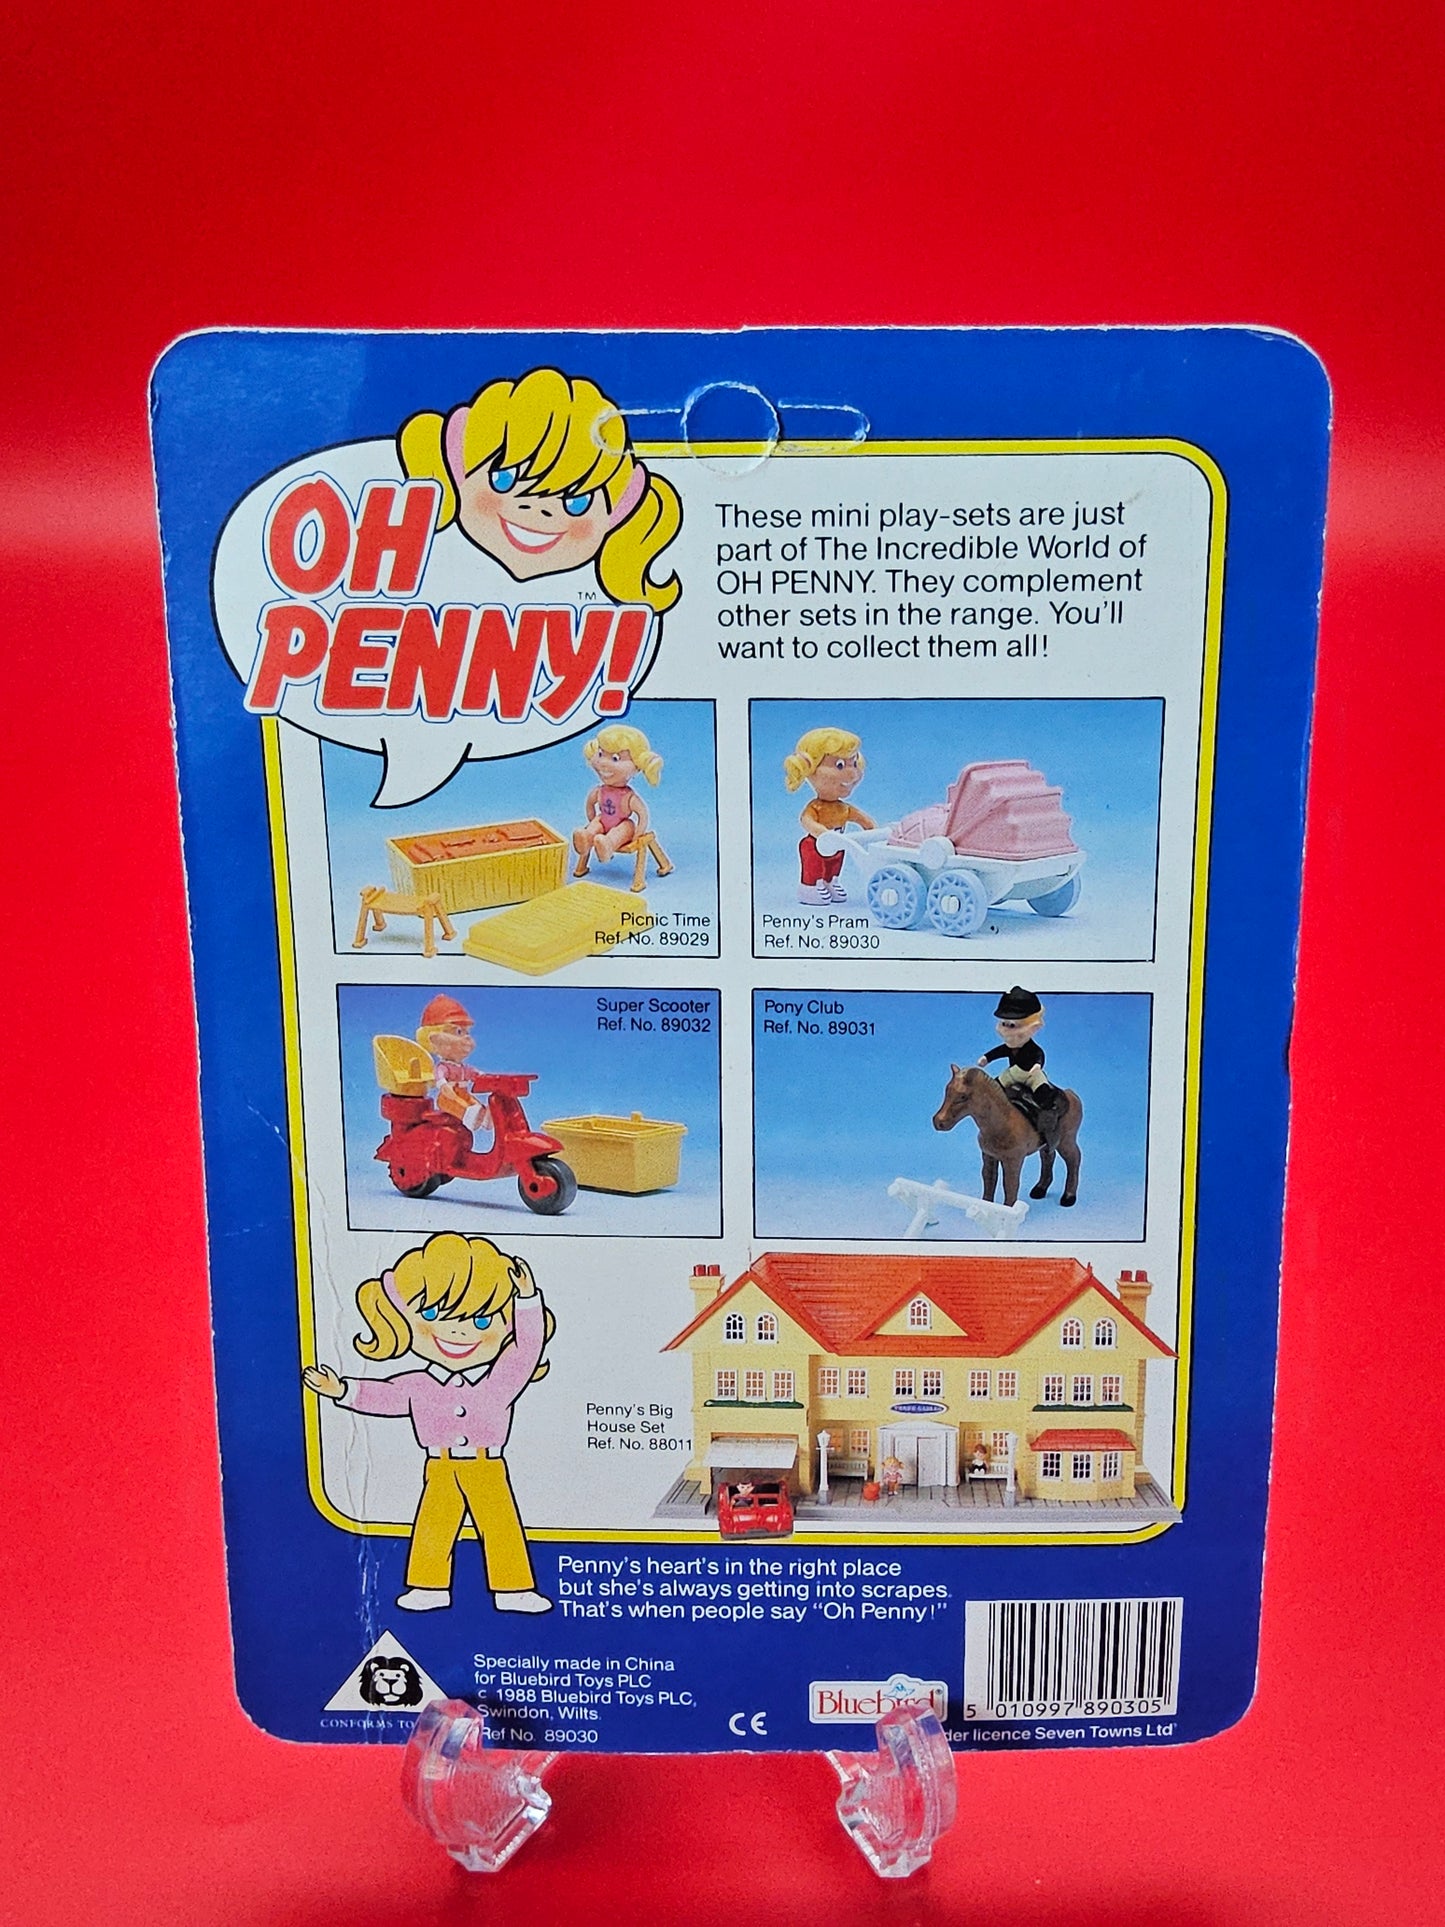 OH
PENNY!
TM
These mini play-sets are just
part of The Incredible World of
OH PENNY. They complement
other sets in the range. You'll
want to collect them all!
Picnic Time
Ref. No. 89029
Penny's Pram
Ref. No. 89030
Super Scooter
Ref. No. 89032
Pony Club
Ref. No. 89031
Penny's Big
House Set
Ref. No. 88011
Penny's heart's in the right place
but she's always getting into scrapes.
That's when people say “Oh Penny!”
CONFORMS TO
Specially made in China
for Bluebird Toys PLC
c 1988 Bluebird Toys PLC,
Swindon, Wilts.
Ref No. 89030
CE
Bluebird
5 010997 890305
licence Seven Towns Ltd